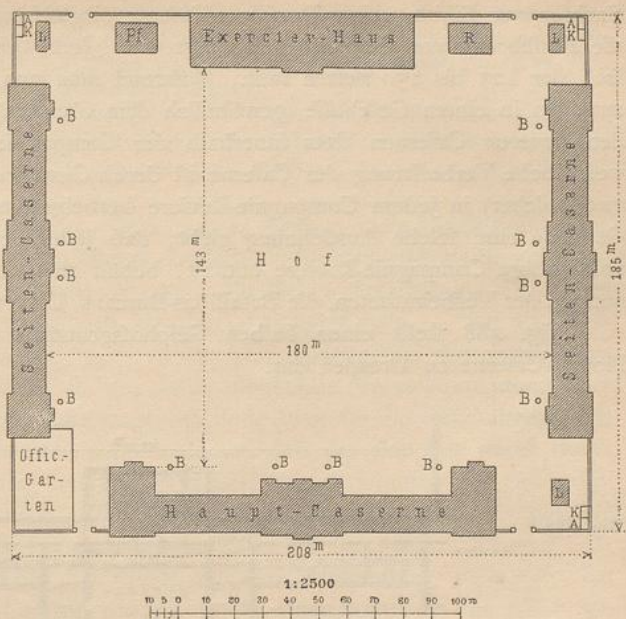 A
K
L
Pf
Exercier-Haus
R
L
A
K
B
B
Seiten-Caserne
B
B
143 m
Hof
B
B
Seiten-Caserne
185 m
B
B
180 m
B
B
Offic.-
Gar-
ten
B
B
B
B
L
K
A
Haupt-Caserne
208 m
1:2500
10 5 0 10 20 30 40 50 60 70 80 90 100 m